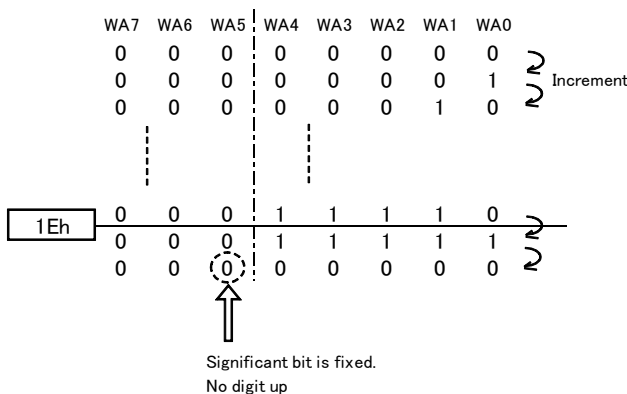 WA7 WA6 WA5 WA4 WA3 WA2 WA1 WA0
0 0 0 0 0 0 0 0
0 0 0 0 0 0 0 1 Increment
0 0 0 0 0 0 1 0
1Eh 0 0 0 1 1 1 1 0
0 0 0 1 1 1 1 1
0 0 0 0 0 0 0 0
Significant bit is fixed.
No digit up